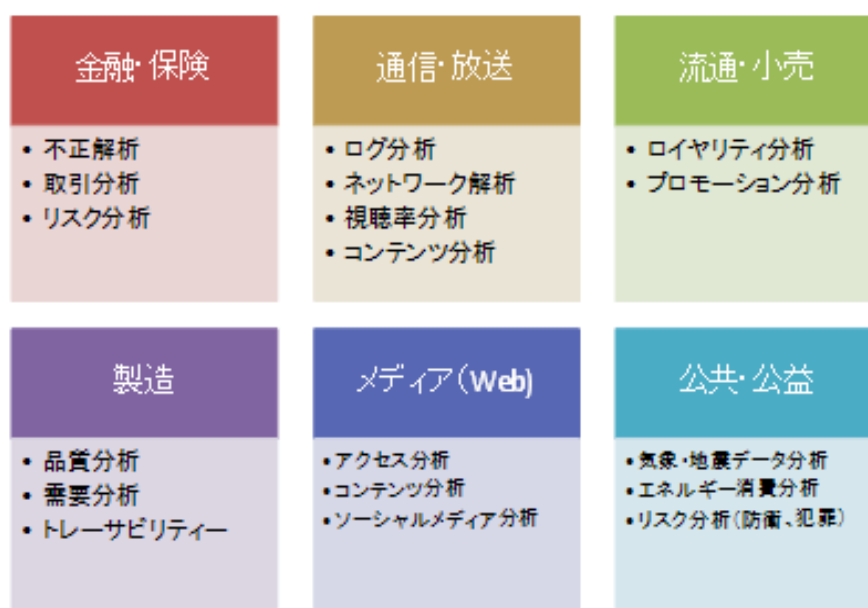 金融・保険
• 不正解析
• 取引分析
• リスク分析
通信・放送
• ログ分析
• ネットワーク解析
• 視聴率分析
• コンテンツ分析
流通・小売
• ロイヤリティ分析
• プロモーション分析
製造
• 品質分析
• 需要分析
• トレーサビリティー
メディア(Web)
• アクセス分析
• コンテンツ分析
• ソーシャルメディア分析
公共・公益
• 気象・地震データ分析
• エネルギー消費分析
• リスク分析(防衛、犯罪)